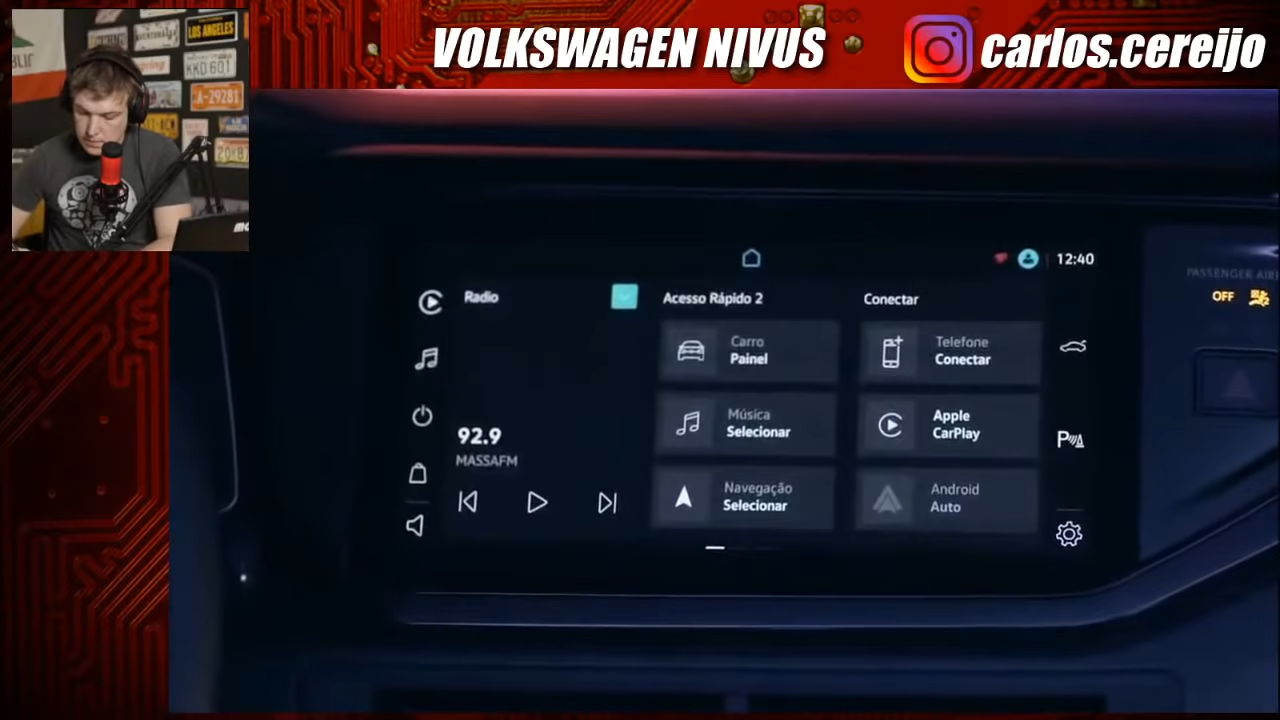 VOLKSWAGEN NIVUS
carlos.cereijo
LOS ANGELES
12:40
Radio
Acesso Rápido 2
Conectar
Carro
Painel
Telefone
Conectar
Música
Selecionar
Apple
CarPlay
92.9
MASSAFM
Navegação
Selecionar
Android
Auto
PASSENGER
OFF